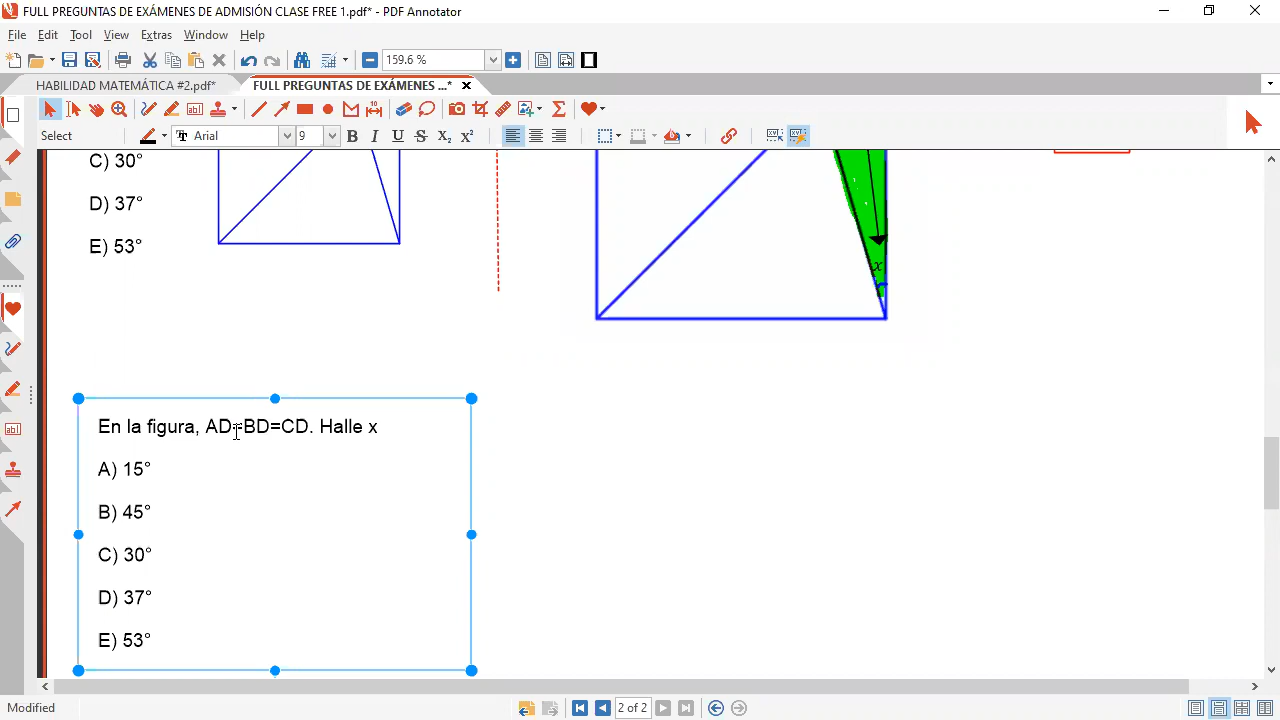 FULL PREGUNTAS DE EXÁMENES DE ADMISIÓN CLASE FREE 1.pdf* - PDF Annotator
File Edit Tool View Extras Window Help
159.6 %
HABILIDAD MATEMÁTICA #2.pdf* FULL PREGUNTAS DE EXÁMENES ...*
Select Arial 9 B I U S X₂ X²
C) 30°
D) 37°
E) 53°
x
En la figura, AD=BD=CD. Halle x
A) 15°
B) 45°
C) 30°
D) 37°
E) 53°
Modified 2 of 2